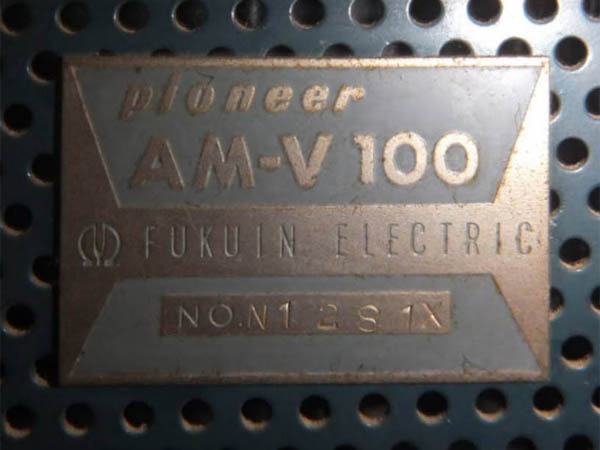 pioneer
AM-V 100
FUKUIN ELECTRIC
NO.N1 2 S 1X